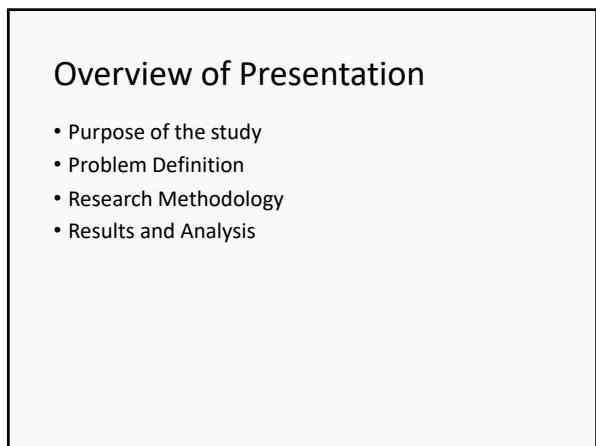 Overview of Presentation
• Purpose of the study
• Problem Definition
• Research Methodology
• Results and Analysis